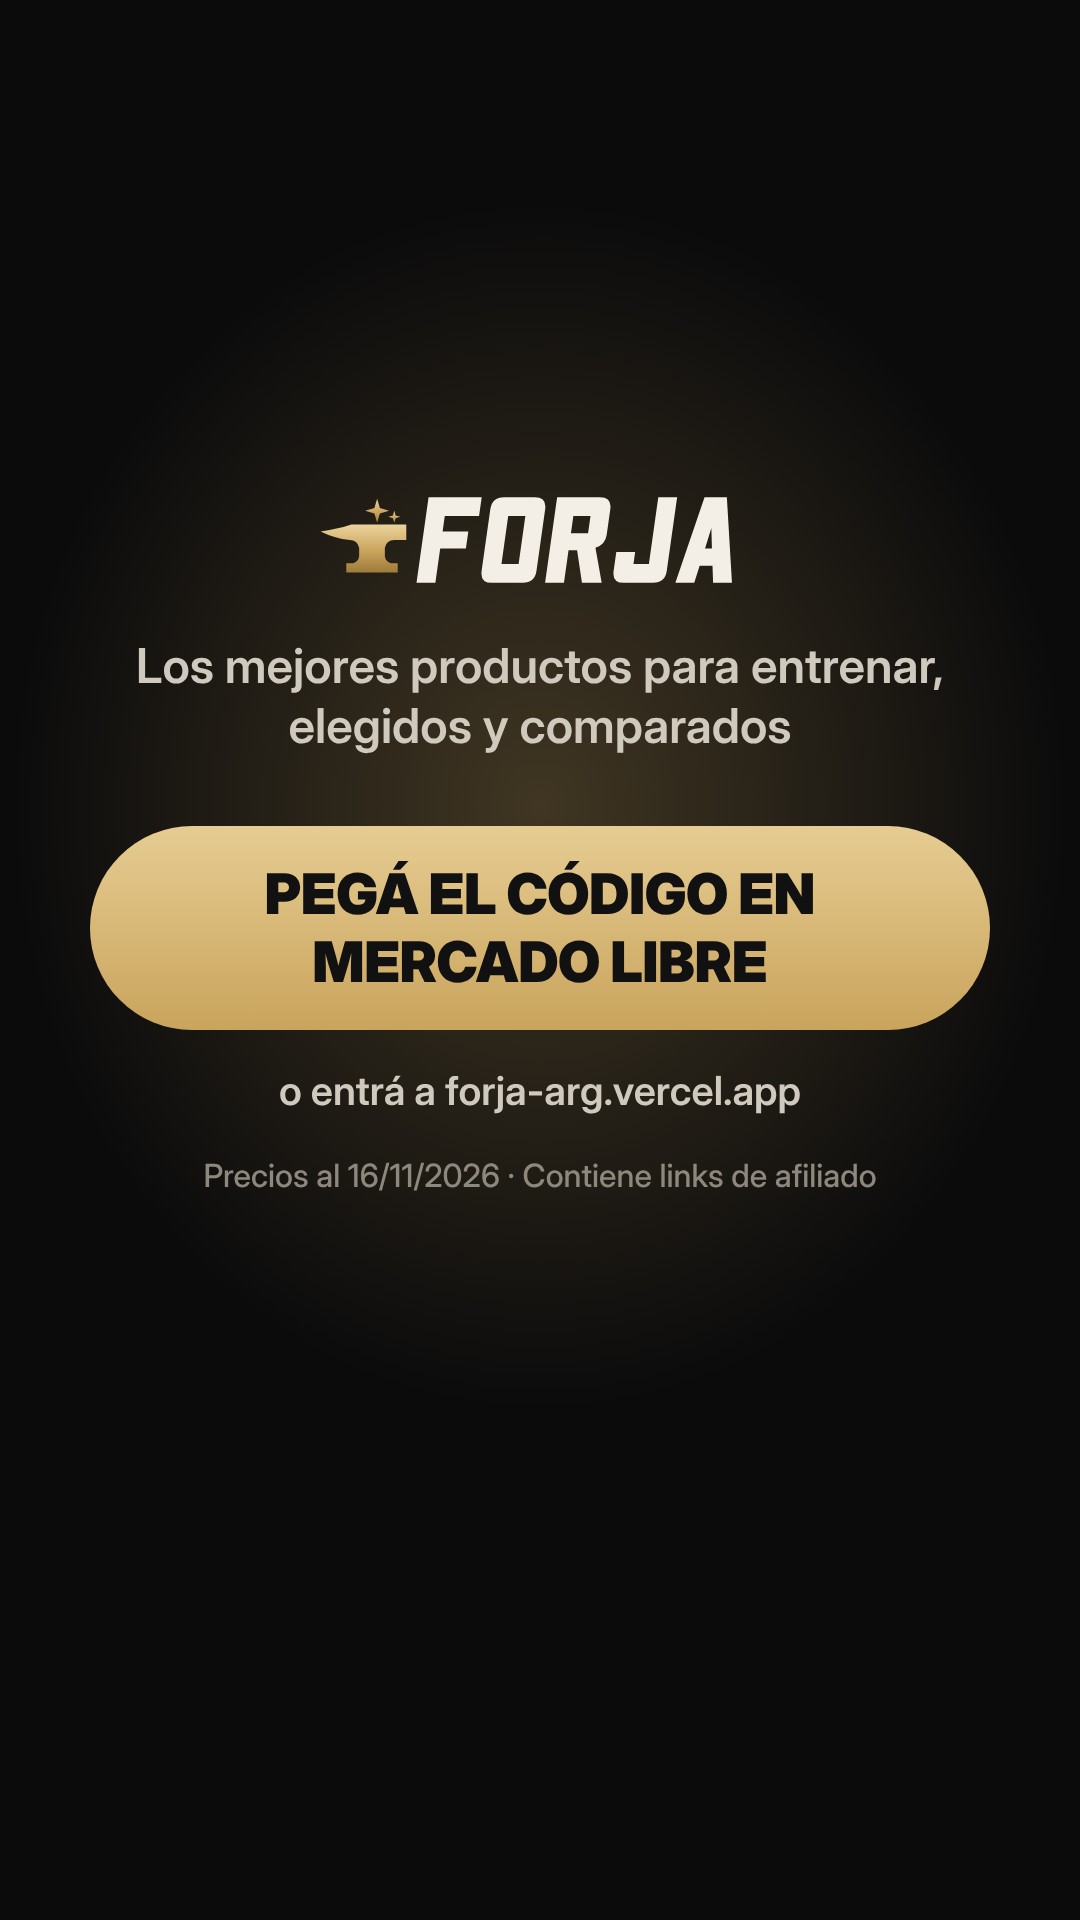 FORJA
Los mejores productos para entrenar,
elegidos y comparados
PEGÁ EL CÓDIGO EN
MERCADO LIBRE
o entrá a forja-arg.vercel.app
Precios al 16/11/2026 · Contiene links de afiliado